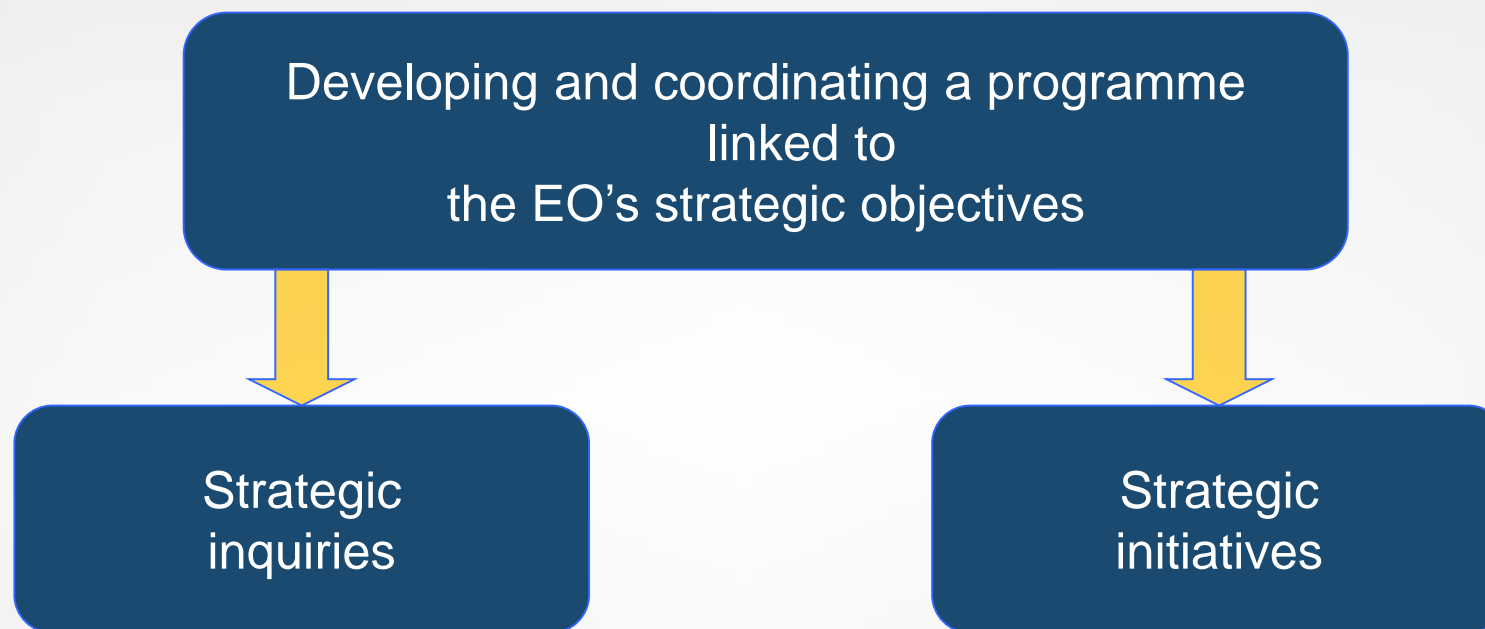 Developing and coordinating a programme
linked to
the EO’s strategic objectives
Strategic
inquiries
Strategic
initiatives